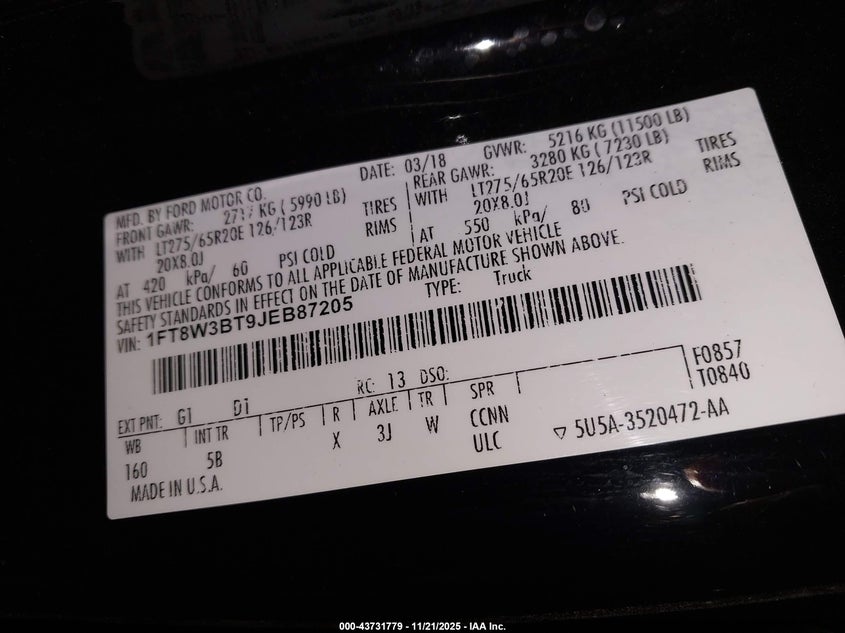 MFD. BY FORD MOTOR CO. DATE: 03/18 GVWR: 5216 KG (11500 LB)
FRONT GAWR: KG (5990 LB) REAR GAWR: 3280 KG (7230 LB)
WITH LT275/65R20E 126/123R TIRES WITH LT275/65R20E 126/123R TIRES
20X8.0J RIMS 20X8.0J RIMS
AT 420 kPa/ 60 PSI COLD AT 550 kPa/ 80 PSI COLD
THIS VEHICLE CONFORMS TO ALL APPLICABLE FEDERAL MOTOR VEHICLE
SAFETY STANDARDS IN EFFECT ON THE DATE OF MANUFACTURE SHOWN ABOVE.
VIN: 1FT8W3BT9JEB87205 TYPE: Truck
F0857
T0840
EXT PNT: G1 D1 RC: 13 DSO:
WB INT TR TP/PS R AXLE TR SPR
160 5B X 3J W CCNN
ULC
▽ 5U5A-3520472-AA
MADE IN U.S.A.
000-43731779 - 11/21/2025 - IAA Inc.